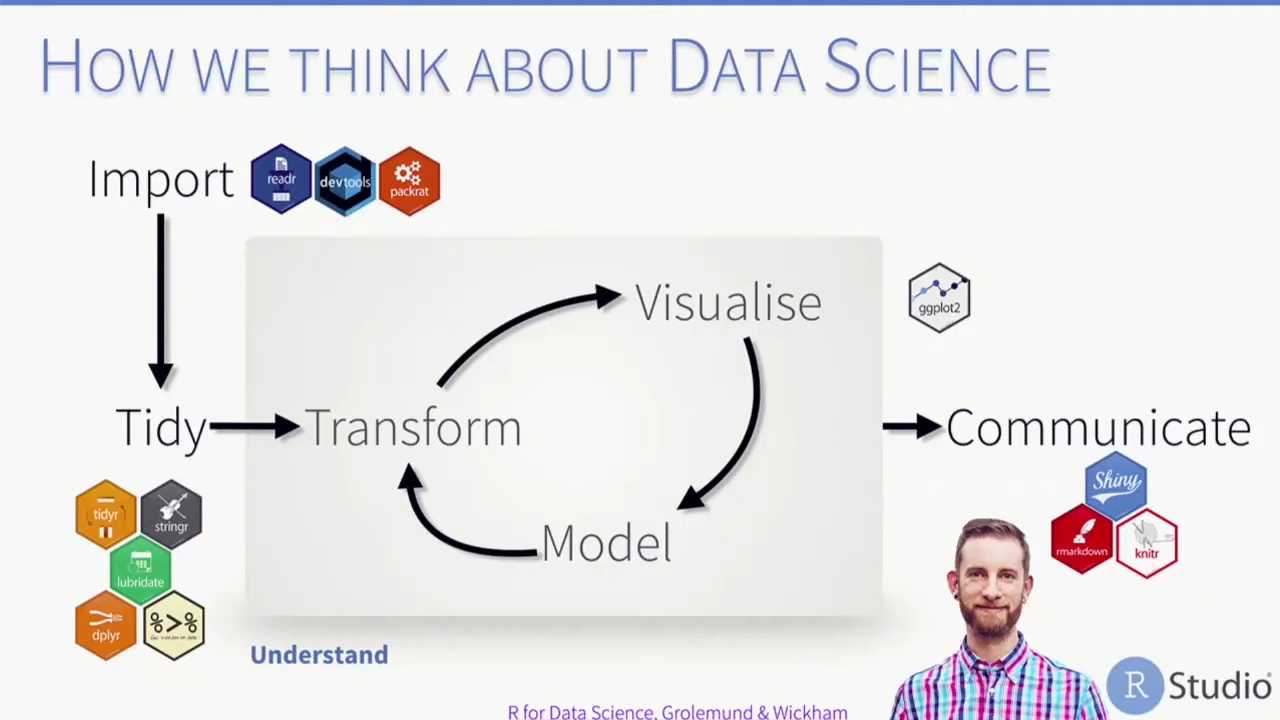 HOW WE THINK ABOUT DATA SCIENCE
Import
readr
devtools
packrat
Visualise
ggplot2
Tidy
Transform
Communicate
tidyr
stringr
lubridate
dplyr
%>%
Model
Shiny
rmarkdown
knitr
Understand
R Studio
R for Data Science, Grolemund & Wickham